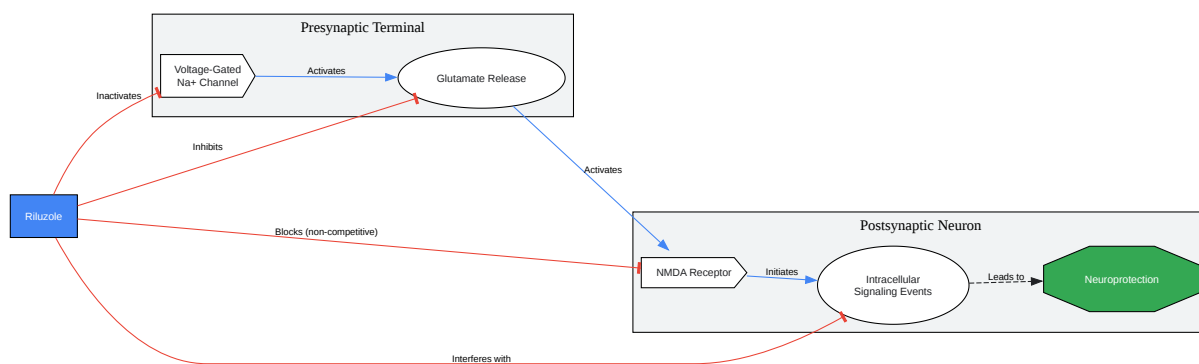 Presynaptic Terminal
Voltage-Gated
Na+ Channel
Activates
Glutamate Release
Inactivates
Inhibits
Activates
Riluzole
Blocks (non-competitive)
Postsynaptic Neuron
NMDA Receptor
Initiates
Intracellular
Signaling Events
Leads to
Neuroprotection
Interferes with